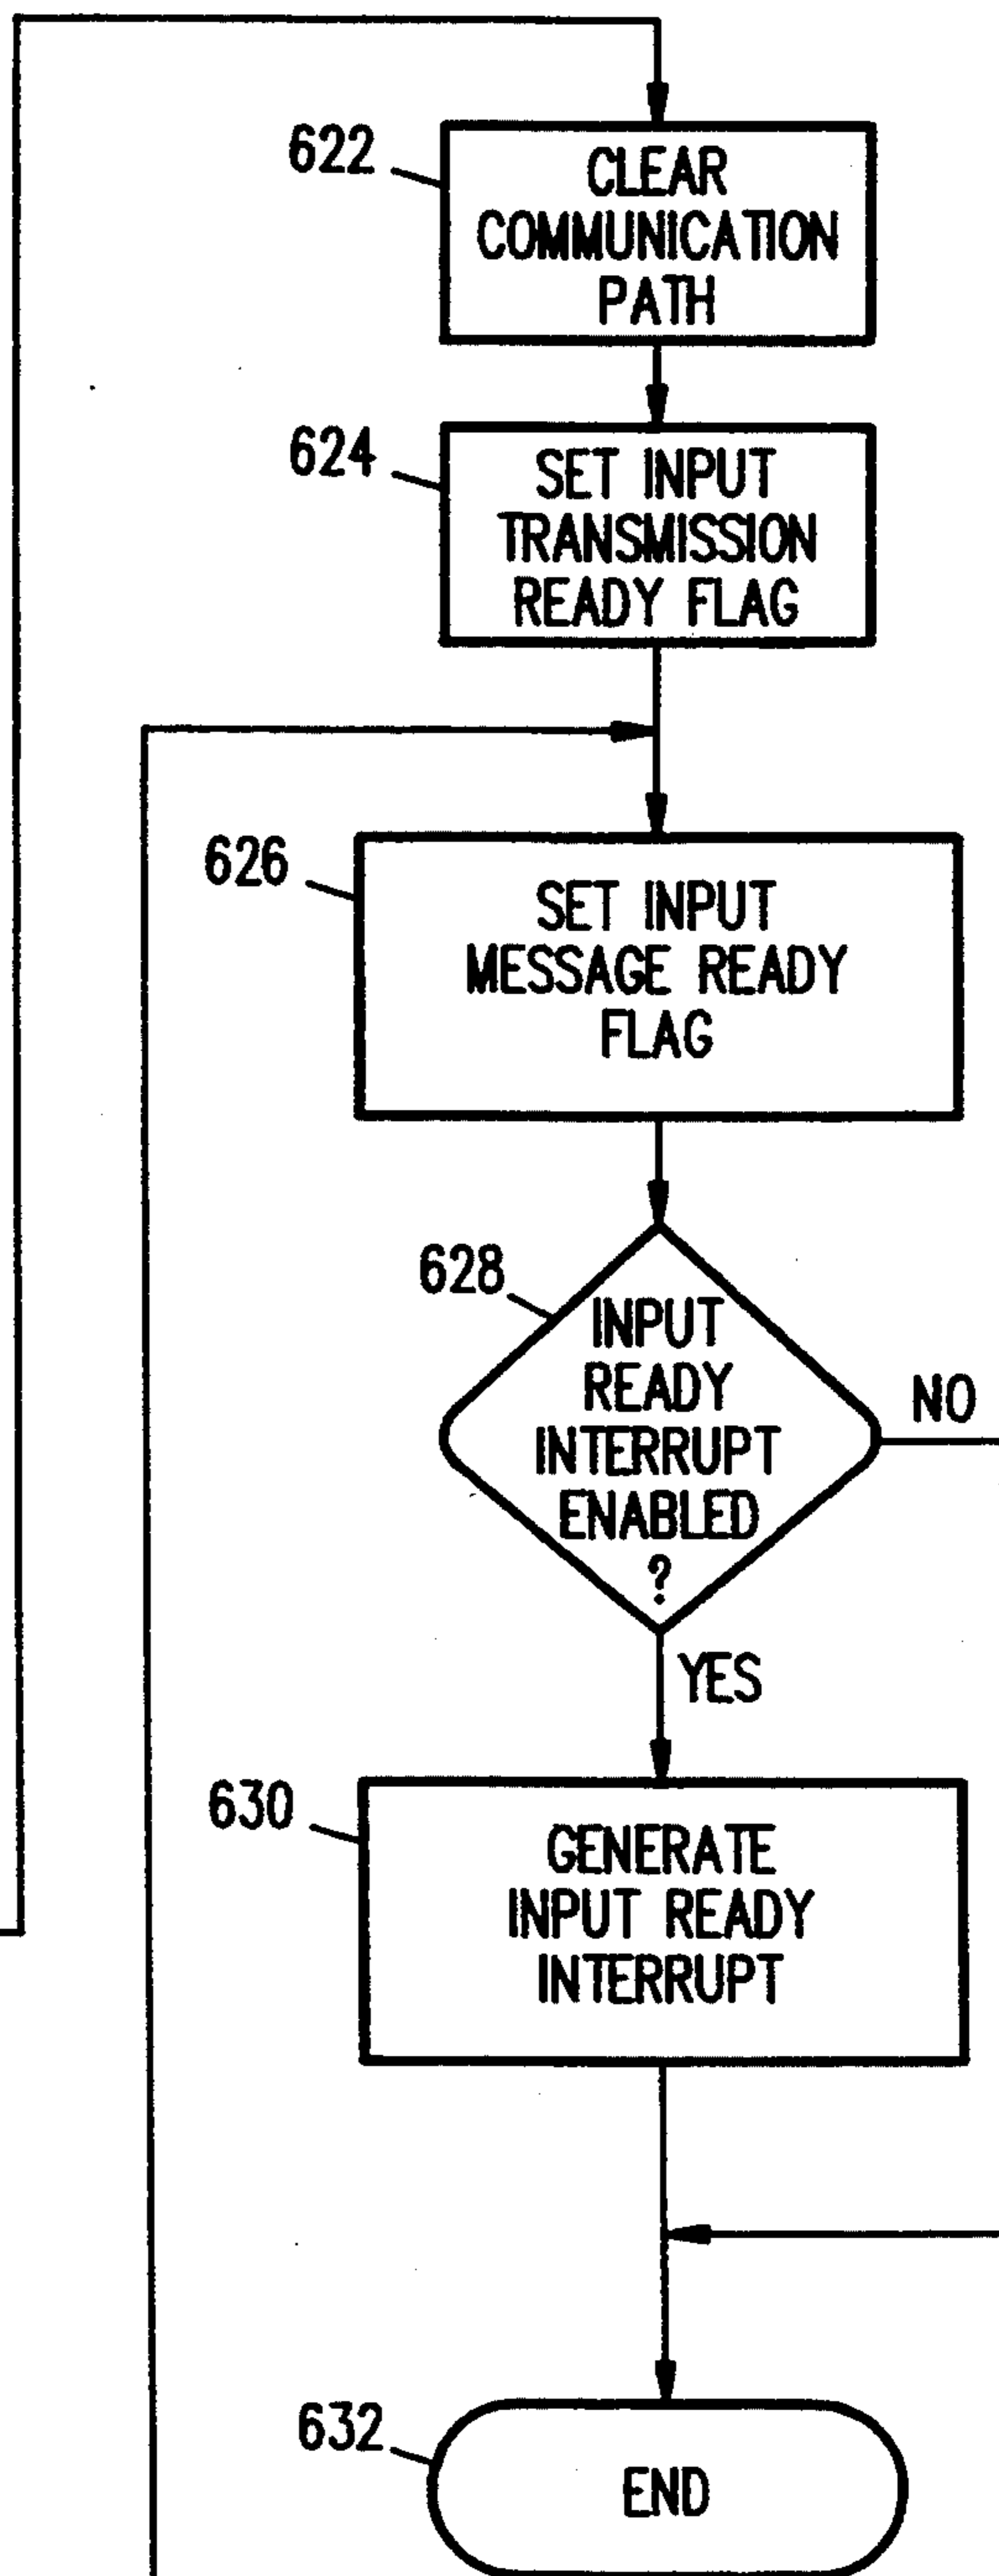 622
CLEAR
COMMUNICATION
PATH
624
SET INPUT
TRANSMISSION
READY FLAG
626
SET INPUT
MESSAGE READY
FLAG
628
INPUT
READY
INTERRUPT
ENABLED
?
NO
YES
630
GENERATE
INPUT READY
INTERRUPT
632
END